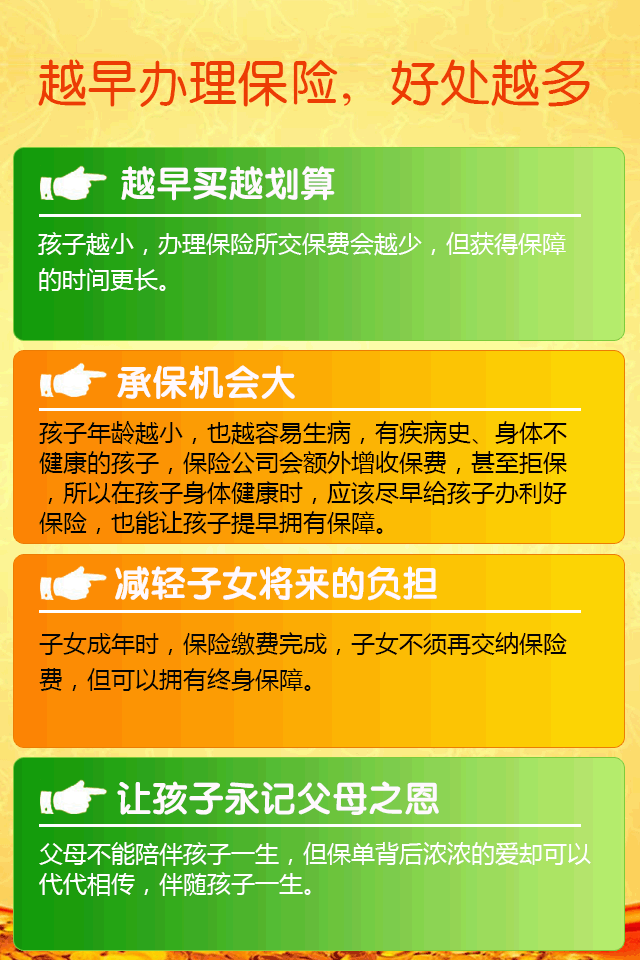 越早办理保险，好处越多
越早买越划算
孩子越小，办理保险所交保费会越少，但获得保障
的时间更长。
承保机会大
孩子年龄越小，也越容易生病，有疾病史、身体不
健康的孩子，保险公司会额外增收保费，甚至拒保
，所以在孩子身体健康时，应该尽早给孩子办利好
保险，也能让孩子提早拥有保障。
减轻子女将来的负担
子女成年时，保险缴费完成，子女不须再交纳保险
费，但可以拥有终身保障。
让孩子永记父母之恩
父母不能陪伴孩子一生，但保单背后浓浓的爱却可以
代代相传，伴随孩子一生。